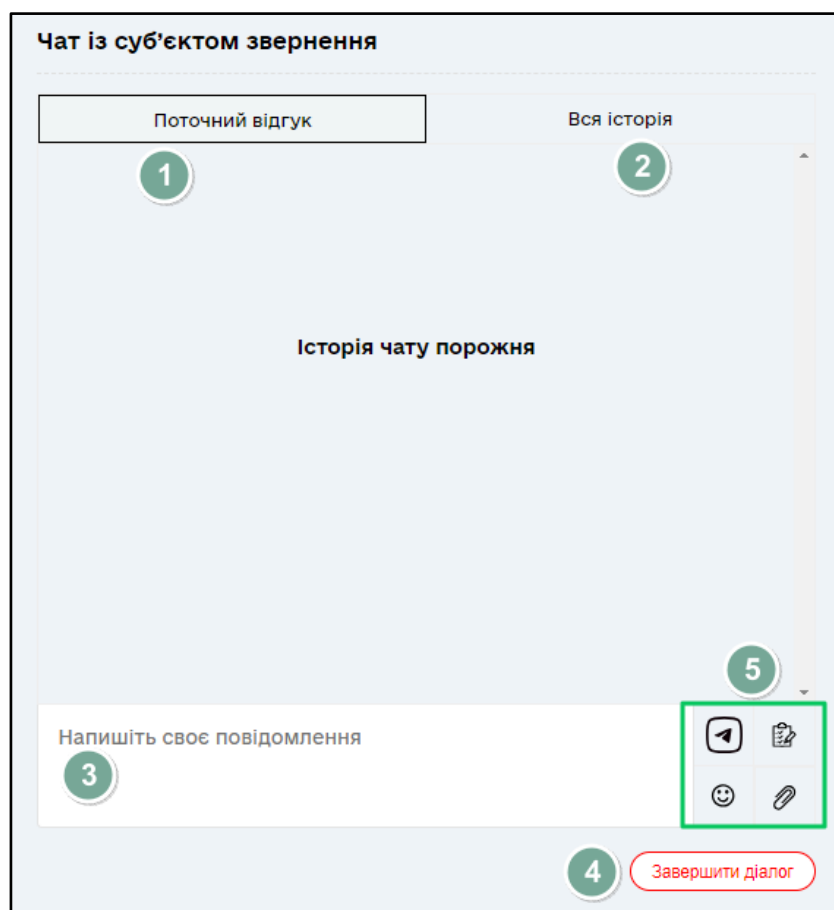 Чат із суб’єктом звернення
Поточний відгук
Вся історія
1
2
Історія чату порожня
5
Напишіть своє повідомлення
3
4
Завершити діалог